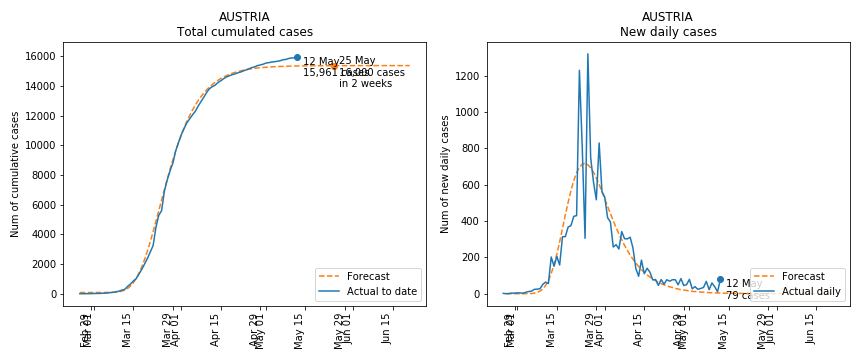 AUSTRIA
Total cumulated cases
Num of cumulative cases
16000
14000
12000
10000
8000
6000
4000
2000
0
12 May
15,961 cases
25 May
16,000 cases
in 2 weeks
Forecast
Actual to date
Feb 29
Mar 01
Mar 15
Mar 29
Apr 01
Apr 15
Apr 29
May 01
May 15
May 29
Jun 01
Jun 15
AUSTRIA
New daily cases
Num of new daily cases
1200
1000
800
600
400
200
0
12 May
79 cases
Forecast
Actual daily
Feb 29
Mar 01
Mar 15
Mar 29
Apr 01
Apr 15
Apr 29
May 01
May 15
May 29
Jun 01
Jun 15